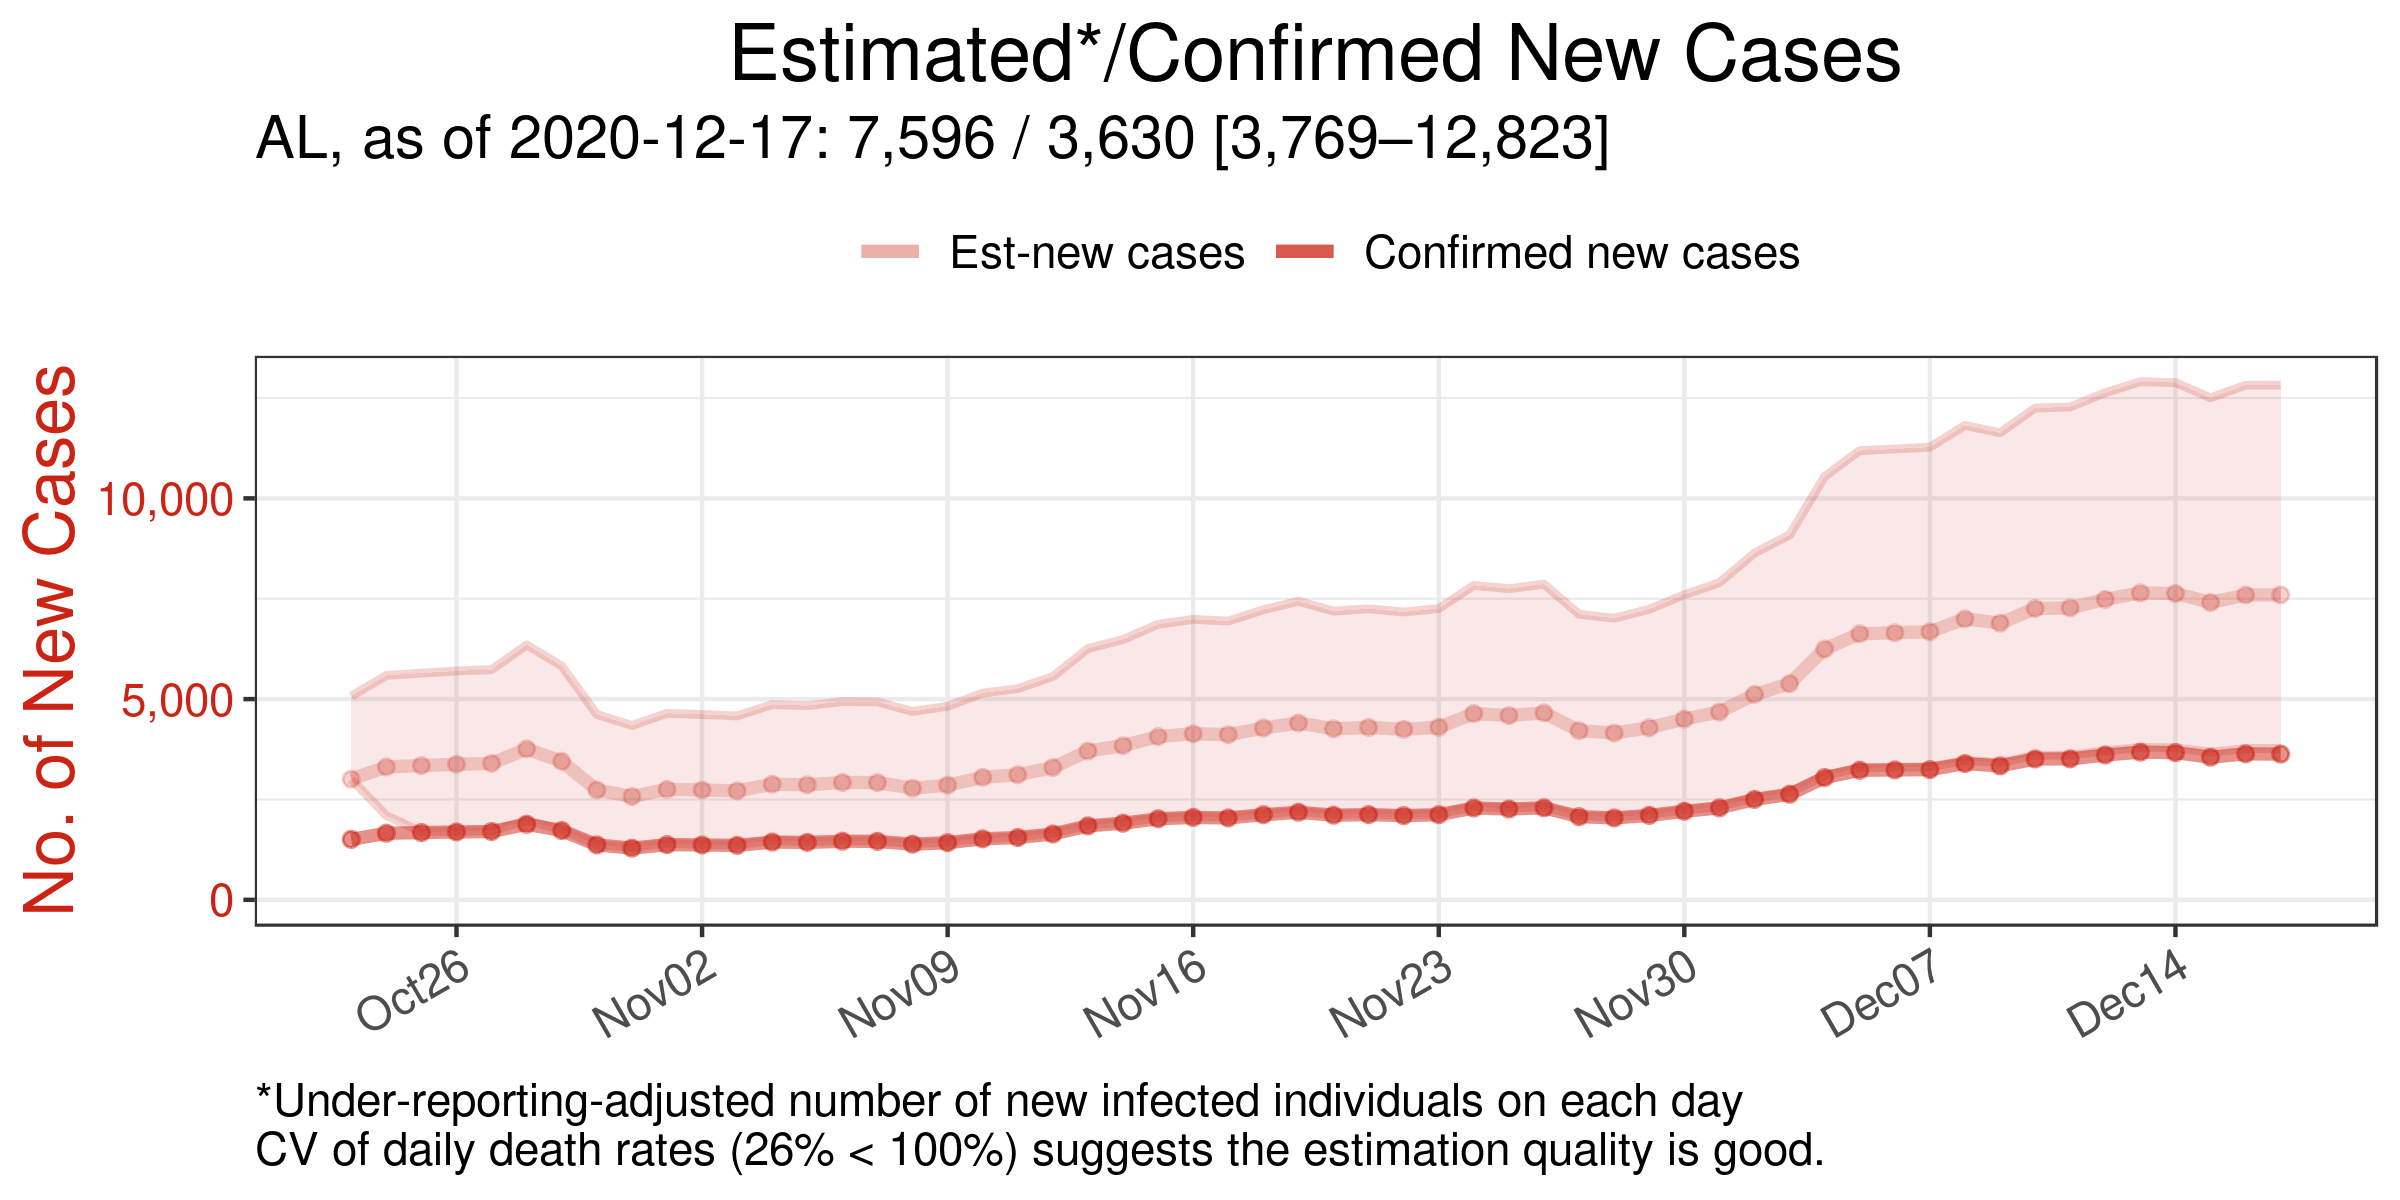 Estimated*/Confirmed New Cases
AL, as of 2020-12-17: 7,596 / 3,630 [3,769–12,823]
Est-new cases
Confirmed new cases
No. of New Cases
10,000
5,000
0
Oct26
Nov02
Nov09
Nov16
Nov23
Nov30
Dec07
Dec14
*Under-reporting-adjusted number of new infected individuals on each day
CV of daily death rates (26% < 100%) suggests the estimation quality is good.